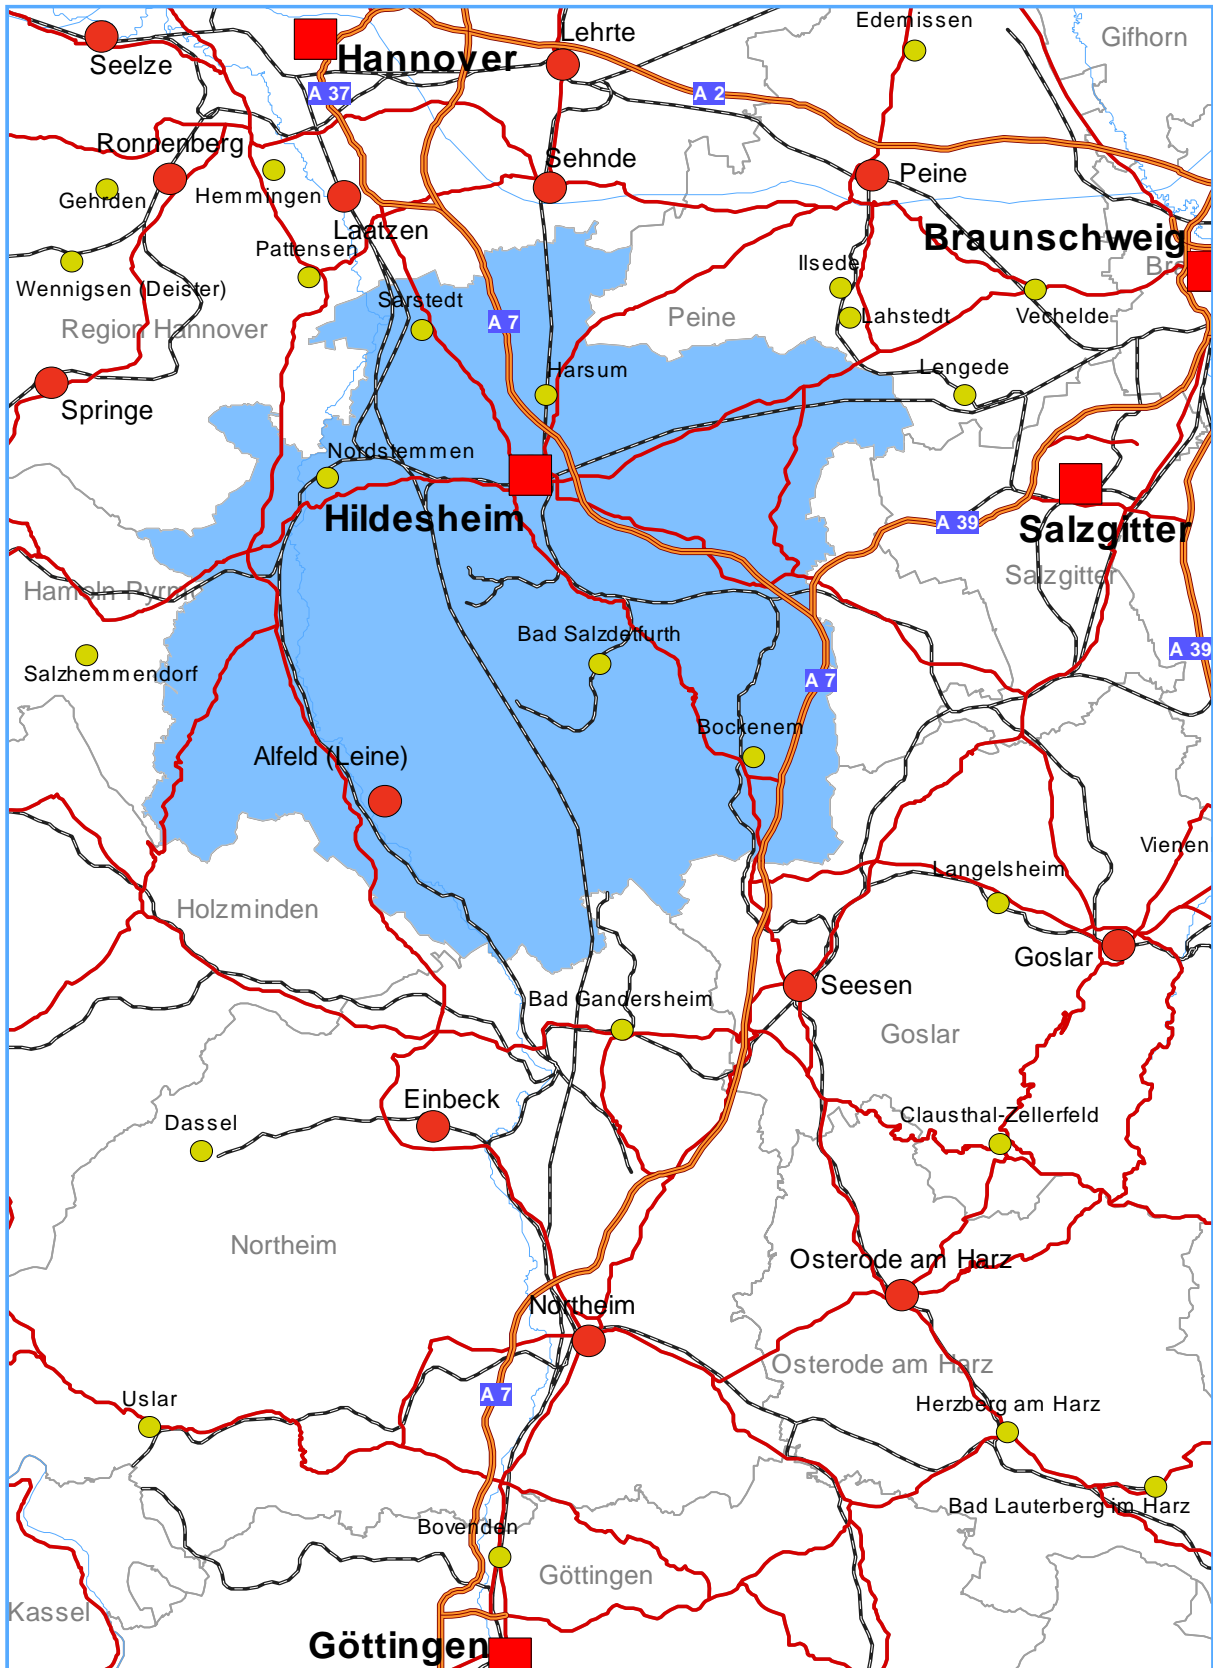 Edemissen
Lehrte
Gifhorn
Seelze
Hannover
A 37
A 2
Ronnenberg
Sehnde
Peine
Gehrden
Hemmingen
Laatzen
Braunschweig
Pattensen
Ilsede
Wennigsen (Deister)
Sarstedt
Region Hannover
A 7
Peine
Lahstedt
Vechelde
Harsum
Lengede
Springe
Nordstemmen
Hildesheim
A 39
Salzgitter
Salzgitter
Hameln-Pyrm
Bad Salzdetfurth
A 39
Salzhemmendorf
A 7
Bockenem
Alfeld (Leine)
Vienen
Langelsheim
Holzminden
Goslar
Seesen
Bad Gandersheim
Goslar
Einbeck
Dassel
Clausthal-Zellerfeld
Northeim
Osterode am Harz
Northeim
Osterode am Harz
A 7
Uslar
Herzberg am Harz
Bad Lauterberg im Harz
Bovenden
Göttingen
Kassel
Göttingen